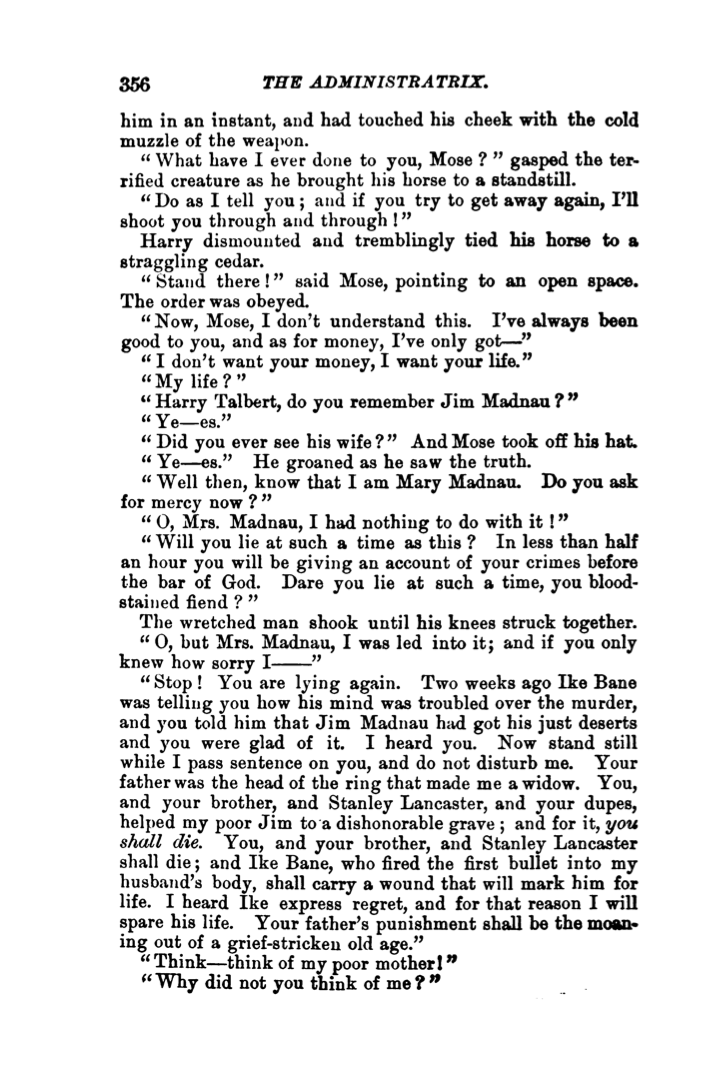 356 THE ADMINISTRATRIX.
him in an instant, and had touched his cheek with the cold
muzzle of the weapon.
“ What have I ever done to you, Mose ? ” gasped the ter-
rified creature as he brought his horse to a standstill.
“ Do as I tell you ; and if you try to get away again, I’ll
shoot you through and through ! ”
Harry dismounted and tremblingly tied his horse to a
straggling cedar.
“ Stand there ! ” said Mose, pointing to an open space.
The order was obeyed.
“ Now, Mose, I don’t understand this. I’ve always been
good to you, and as for money, I’ve only got—”
“ I don’t want your money, I want your life.”
“ My life ? ”
“ Harry Talbert, do you remember Jim Madnau ? ”
“ Ye—es.”
“ Did you ever see his wife ? ” And Mose took off his hat.
“ Ye—es.” He groaned as he saw the truth.
“ Well then, know that I am Mary Madnau. Do you ask
for mercy now ? ”
“ O, Mrs. Madnau, I had nothing to do with it ! ”
“ Will you lie at such a time as this ? In less than half
an hour you will be giving an account of your crimes before
the bar of God. Dare you lie at such a time, you blood-
stained fiend ? ”
The wretched man shook until his knees struck together.
“ O, but Mrs. Madnau, I was led into it; and if you only
knew how sorry I——”
“ Stop ! You are lying again. Two weeks ago Ike Bane
was telling you how his mind was troubled over the murder,
and you told him that Jim Madnau had got his just deserts
and you were glad of it. I heard you. Now stand still
while I pass sentence on you, and do not disturb me. Your
father was the head of the ring that made me a widow. You,
and your brother, and Stanley Lancaster, and your dupes,
helped my poor Jim to a dishonorable grave ; and for it, you
shall die. You, and your brother, and Stanley Lancaster
shall die; and Ike Bane, who fired the first bullet into my
husband’s body, shall carry a wound that will mark him for
life. I heard Ike express regret, and for that reason I will
spare his life. Your father’s punishment shall be the moan-
ing out of a grief-stricken old age.”
“ Think—think of my poor mother! ”
“ Why did not you think of me ? ”